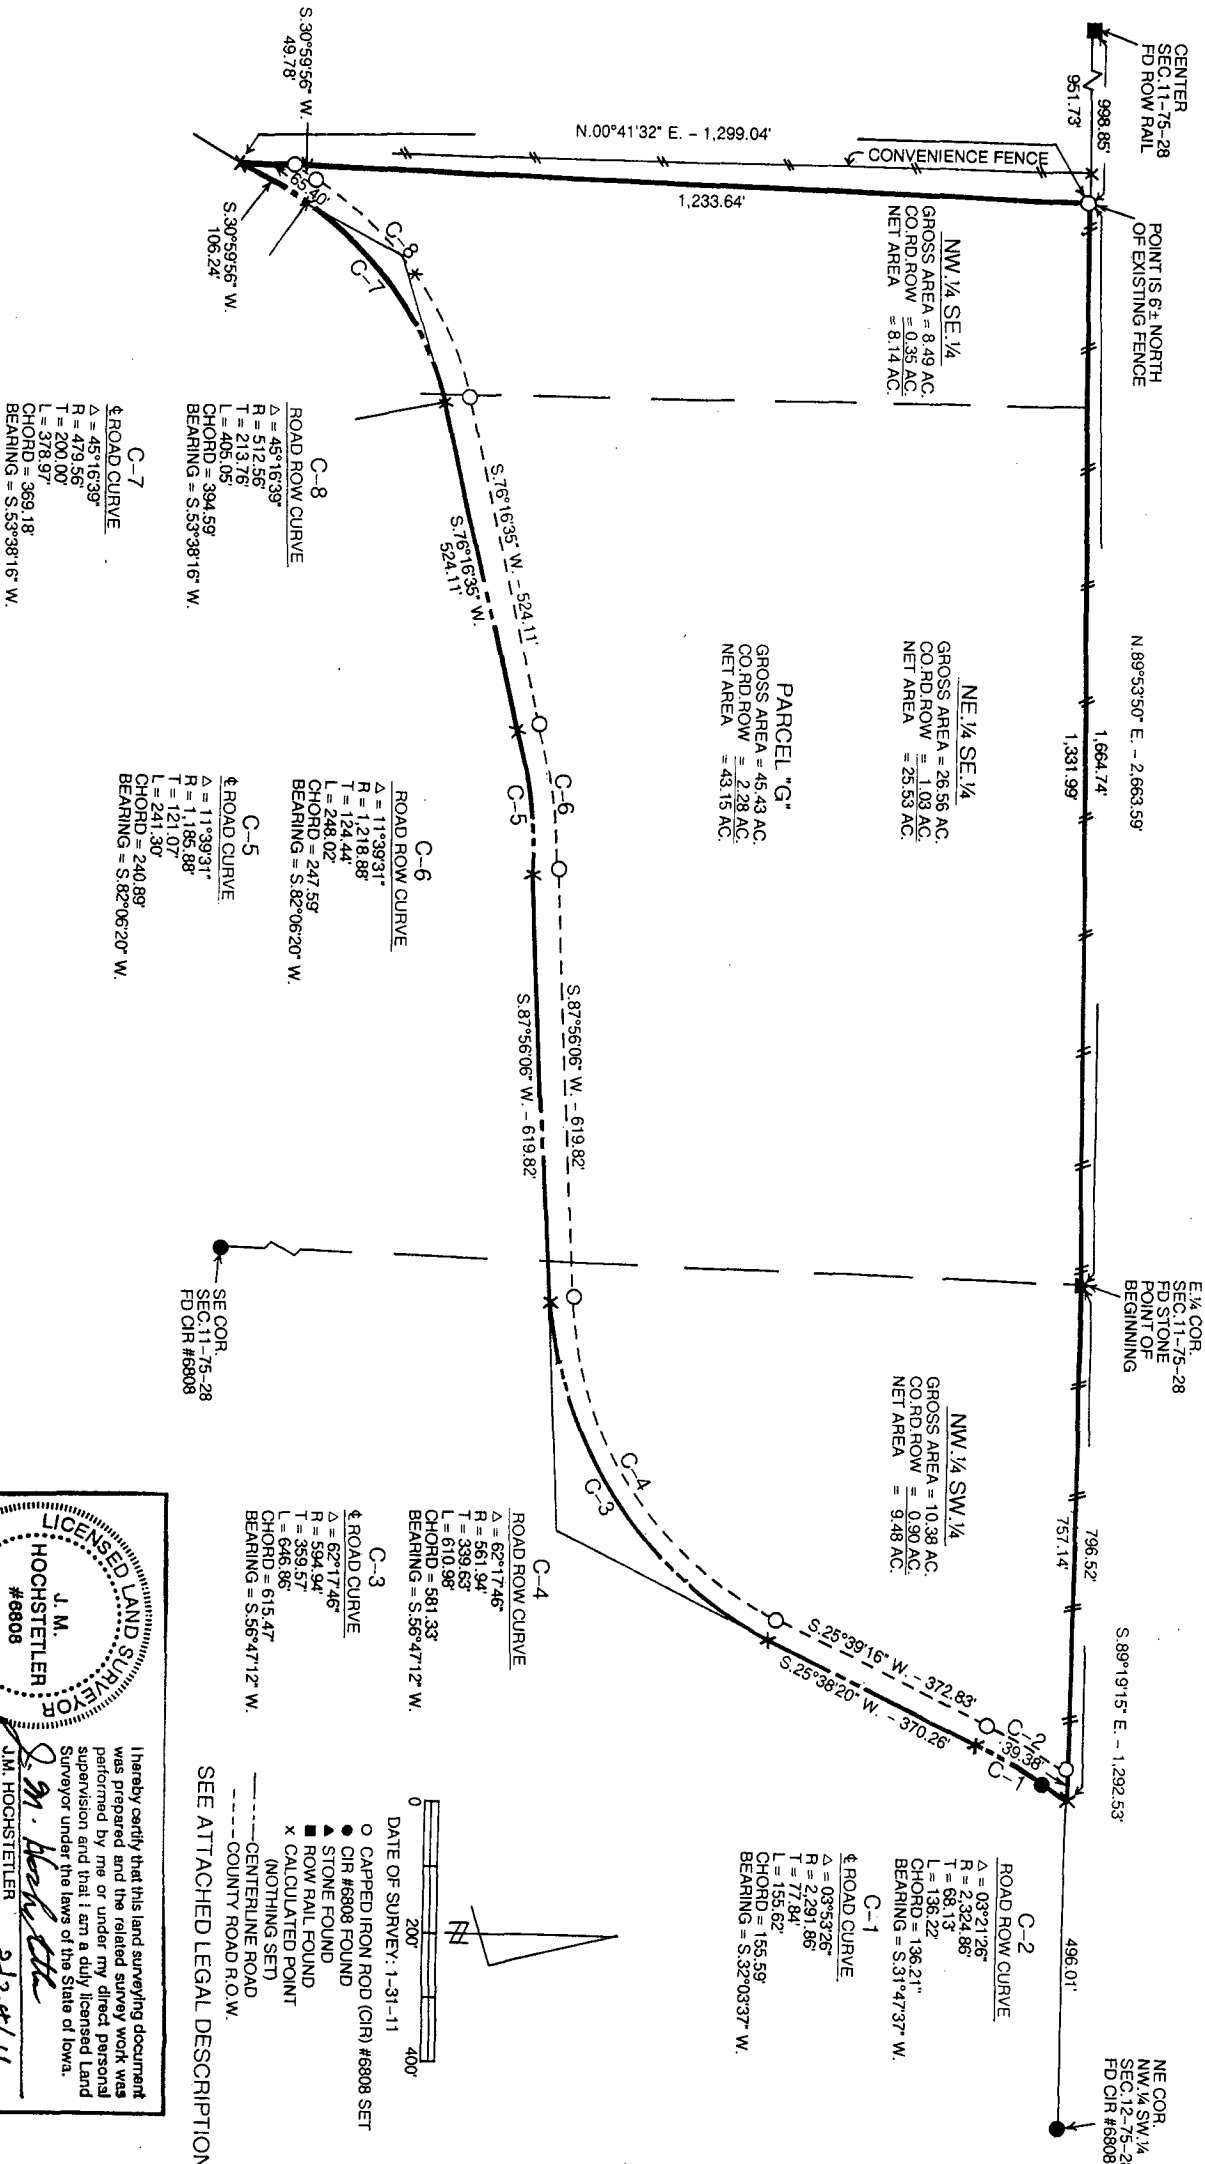 CENTER
SEC.11-75-28
FD ROW RAIL
998.85'
951.73'
POINT IS 6'± NORTH
OF EXISTING FENCE
N.89°53'50" E. - 2,663.59'
1,664.74'
1,331.99'
E.¼ COR.
SEC.11-75-28
FD STONE
POINT OF
BEGINNING
796.52'
757.14'
S.89°19'15" E. - 1,292.53'
496.01'
NE COR.
NW.¼ SW.¼
FD CIR #6808
N.00°41'32" E. - 1,299.04'
CONVENIENCE FENCE
1,233.64'
S.30°59'56" W.
49.78'
65.40'
S.30°59'56" W.
106.24'
NW.¼ SE.¼
GROSS AREA = 8.49 AC.
CO.RD.ROW = 0.35 AC.
NET AREA = 8.14 AC.
NE.¼ SE.¼
GROSS AREA = 26.56 AC.
CO.RD.ROW = 1.03 AC.
NET AREA = 25.53 AC.
PARCEL "G"
GROSS AREA = 45.43 AC.
CO.RD.ROW = 2.28 AC.
NET AREA = 43.15 AC.
NW.¼ SW.¼
GROSS AREA = 10.38 AC.
CO.RD.ROW = 0.90 AC.
NET AREA = 9.48 AC.
C-8
C-7
S.76°16'35" W. - 524.11'
S.76°16'35" W.
524.11'
C-6
C-5
S.87°56'06" W. - 619.82'
S.87°56'06" W. - 619.82'
C-4
C-3
S.25°39'16" W. - 372.83'
S.25°38'20" W. - 370.26'
C-2
39.38'
C-1
SE COR.
SEC.11-75-28
FD CIR #6808
C-8
ROAD ROW CURVE
Δ = 45°16'39"
R = 512.56'
T = 213.76'
L = 405.05'
CHORD = 394.59'
BEARING = S.53°38'16" W.
C-7
℄ ROAD CURVE
Δ = 45°16'39"
R = 479.56'
T = 200.00'
L = 378.97'
CHORD = 369.18'
BEARING = S.53°38'16" W.
C-6
ROAD ROW CURVE
Δ = 11°39'31"
R = 1,218.88'
T = 124.44'
L = 248.02'
CHORD = 247.59'
BEARING = S.82°06'20" W.
C-5
℄ ROAD CURVE
Δ = 11°39'31"
R = 1,185.88'
T = 121.07'
L = 241.30'
CHORD = 240.89'
BEARING = S.82°06'20" W.
C-4
ROAD ROW CURVE
Δ = 62°17'46"
R = 561.94'
T = 339.63'
L = 610.98'
CHORD = 581.33'
BEARING = S.56°47'12" W.
C-3
℄ ROAD CURVE
Δ = 62°17'46"
R = 594.94'
T = 359.57'
L = 646.86'
CHORD = 615.47'
BEARING = S.56°47'12" W.
C-2
ROAD ROW CURVE
Δ = 03°21'26"
R = 2,324.86'
T = 68.13'
L = 136.22'
CHORD = 136.21"
BEARING = S.31°47'37" W.
C-1
℄ ROAD CURVE
Δ = 03°53'26"
R = 2,291.86'
T = 77.84'
L = 155.62'
CHORD = 155.59'
BEARING = S.32°03'37" W.
N
0 200' 400'
DATE OF SURVEY: 1-31-11
○ CAPPED IRON ROD (CIR) #6808 SET
● CIR #6808 FOUND
▲ STONE FOUND
■ ROW RAIL FOUND
x CALCULATED POINT
(NOTHING SET)
CENTERLINE ROAD
COUNTY ROAD R.O.W.
SEE ATTACHED LEGAL DESCRIPTION
LICENSED LAND SURVEYOR
J. M.
HOCHSTETLER
#6808
I hereby certify that this land surveying document
was prepared and the related survey work was
performed by me or under my direct personal
supervision and that I am a duly licensed Land
Surveyor under the laws of the State of Iowa.
J.M. HOCHSTETLER